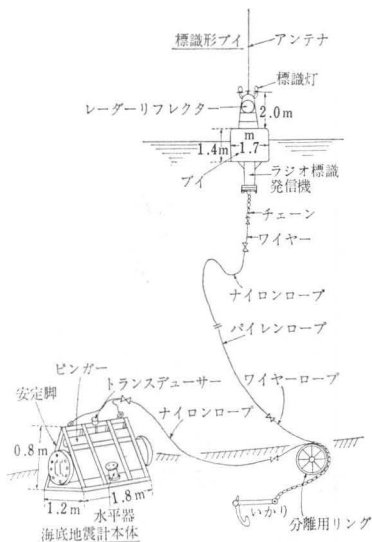 標識形ブイ
アンテナ
標識灯
レーダーリフレクター
2.0m
m
1.4m
1.7
ブイ
ラジオ標識
発信機
チェーン
ワイヤー
ナイロンロープ
パイレンロープ
ピンガー
トランスデューサー
安定脚
ワイヤーロープ
ナイロンロープ
0.8m
1.2m
1.8m
水平器
いかり
分離用リング
海底地震計本体